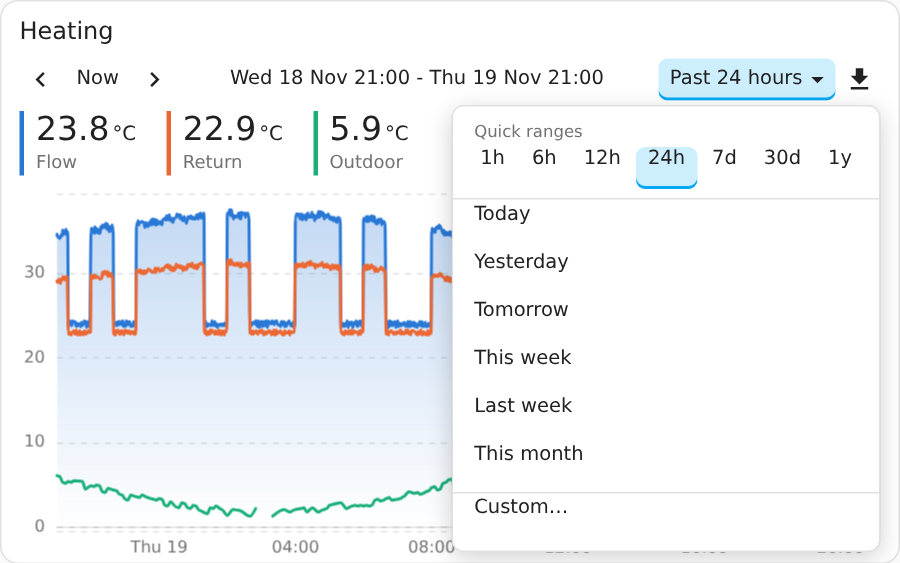 Heating
Now
Wed 18 Nov 21:00 - Thu 19 Nov 21:00
Past 24 hours
23.8 °C
Flow
22.9 °C
Return
5.9 °C
Outdoor
Quick ranges
1h 6h 12h 24h 7d 30d 1y
Today
Yesterday
Tomorrow
This week
Last week
This month
Custom…
30
20
10
0
Thu 19 04:00 08:00